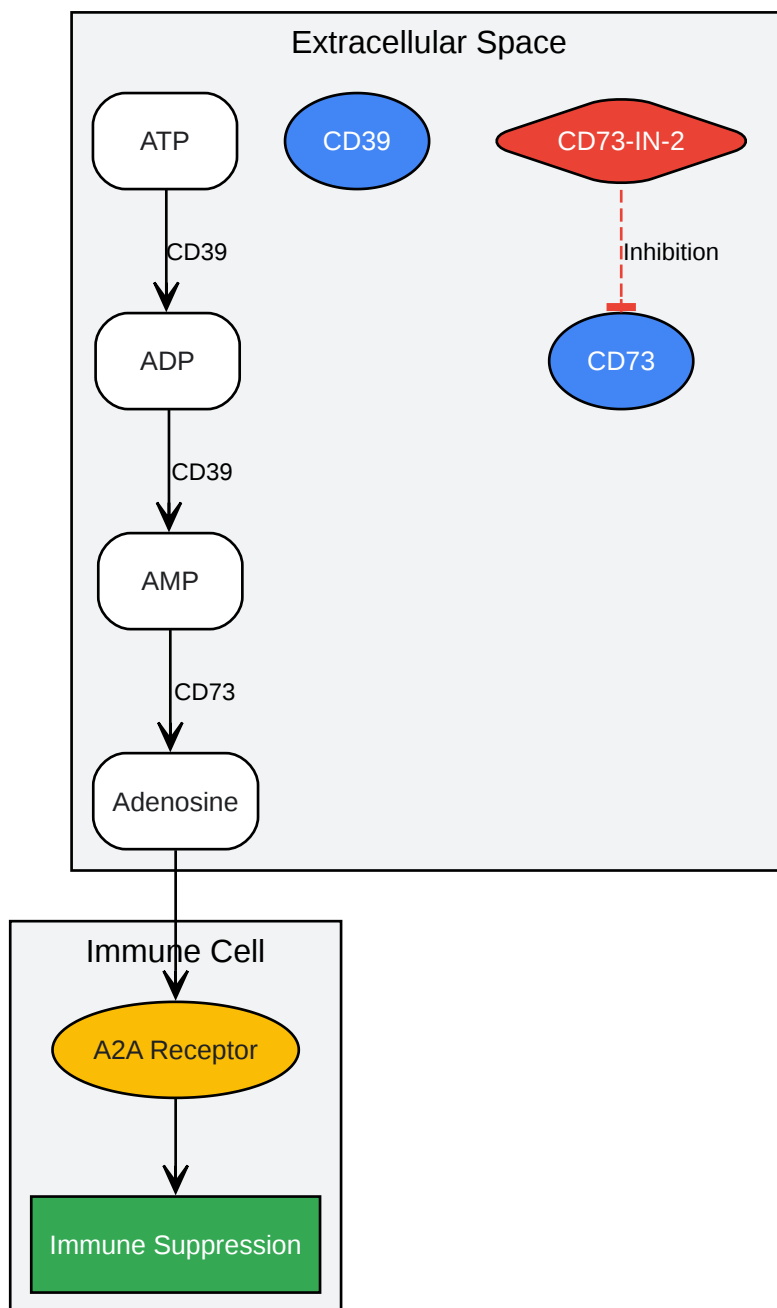 Extracellular Space
ATP
CD39
CD73-IN-2
CD39
Inhibition
ADP
CD73
CD39
AMP
CD73
Adenosine
Immune Cell
A2A Receptor
Immune Suppression